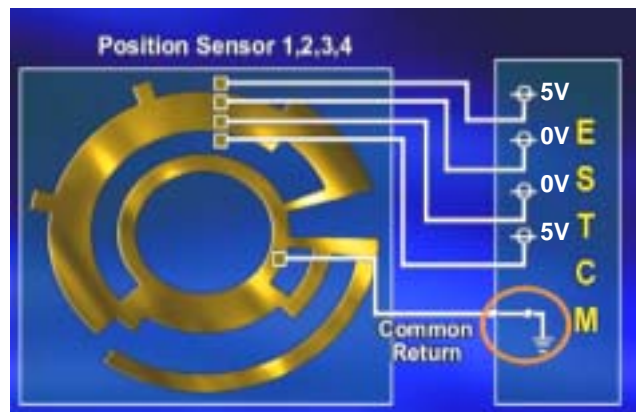 Position Sensor 1,2,3,4
5V
0V
0V
5V
E
S
T
C
M
Common
Return